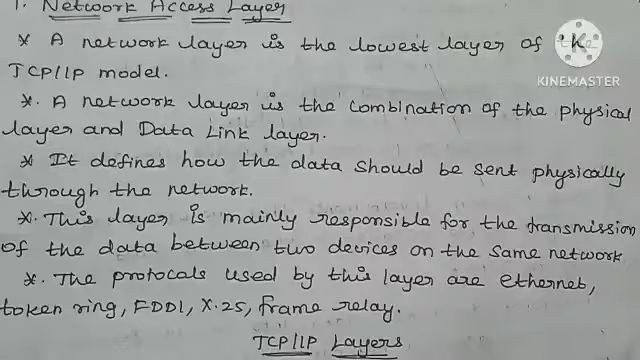 1. Network Access Layer
* A network layer is the lowest layer of the
KINEMASTER
TCP/IP model.
*. A network layer is the combination of the physical
layer and Data Link layer.
* It defines how the data should be sent physically
through the network.
*. This layer is mainly responsible for the transmission
of the data between two devices on the same network
*. The protocals used by this layer are ethernet,
token ring, FDDI, X.25, frame relay.
TCP/IP Layers